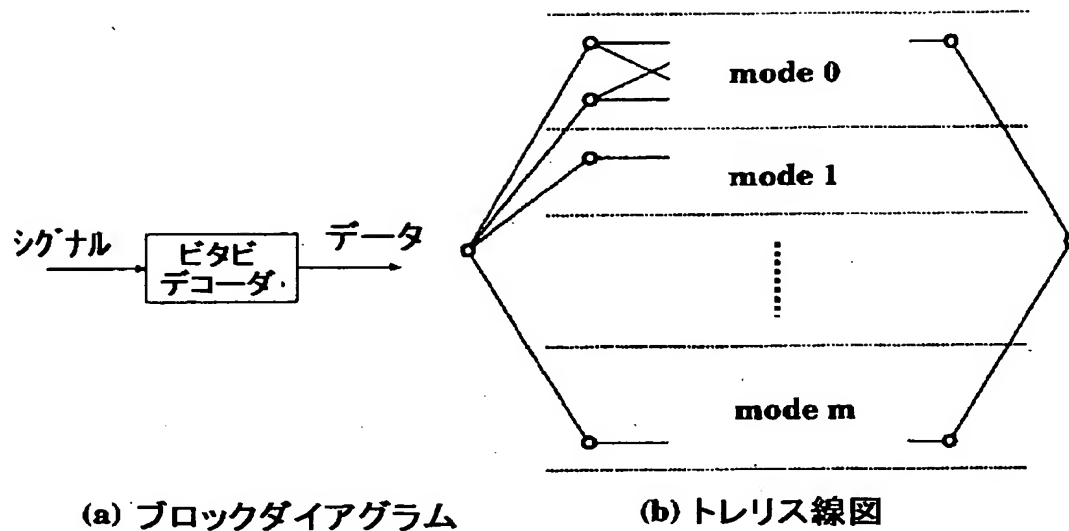 mode 0
mode 1
シグナル
ビタビ
デコーダ
データ
mode m
(a) ブロックダイアグラム
(b) トレリス線図